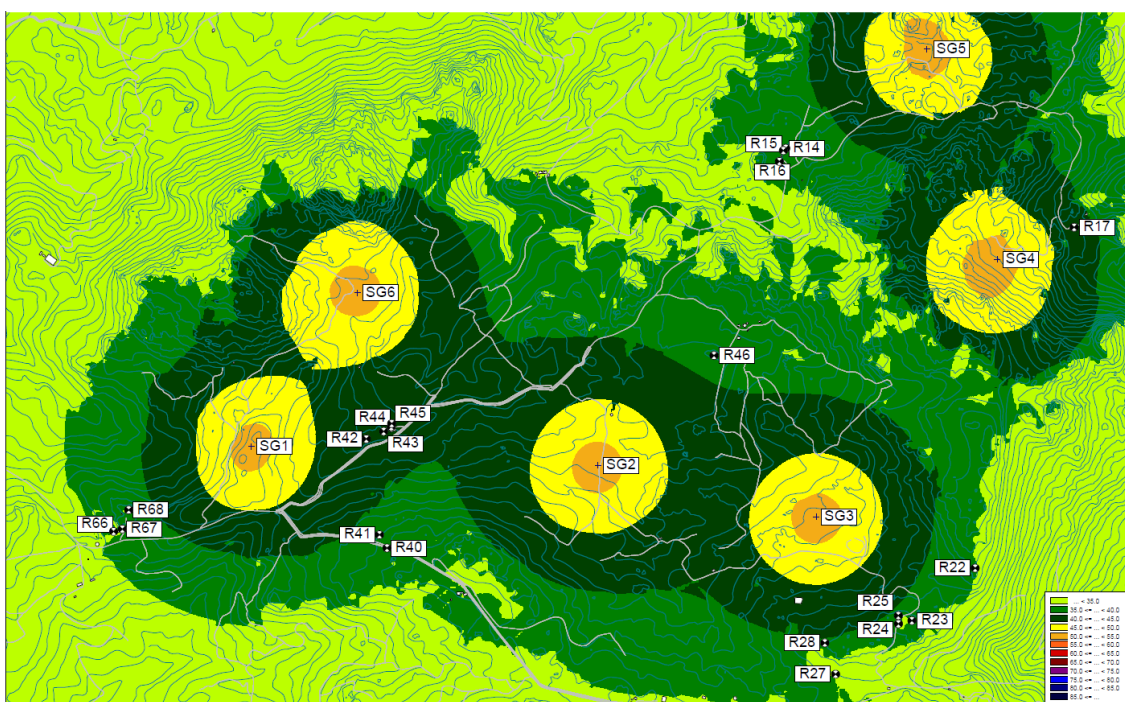 SG5
R15
R14
R16
R17
SG4
SG6
R46
R45
R44
R43
R42
SG1
SG2
SG3
R68
R66
R67
R41
R40
R22
R25
R23
R24
R28
R27
... < 35.0
35.0 <= ... < 40.0
40.0 <= ... < 45.0
45.0 <= ... < 50.0
50.0 <= ... < 55.0
55.0 <= ... < 60.0
60.0 <= ... < 65.0
65.0 <= ... < 70.0
70.0 <= ... < 75.0
75.0 <= ... < 80.0
80.0 <= ... < 85.0
85.0 <= ...